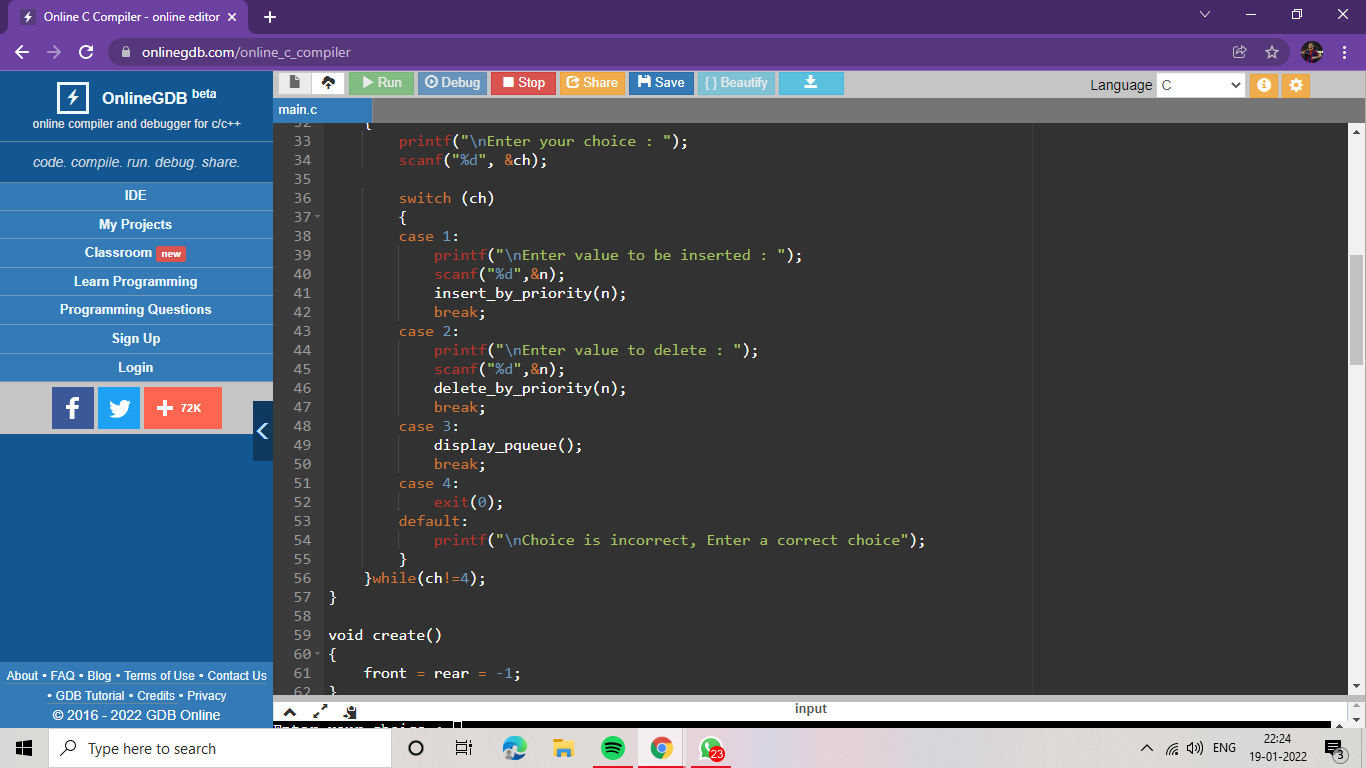 Online C Compiler - online editor
onlinegdb.com/online_c_compiler
OnlineGDB beta
online compiler and debugger for c/c++
code. compile. run. debug. share.
IDE
My Projects
Classroom new
Learn Programming
Programming Questions
Sign Up
Login
72K
About • FAQ • Blog • Terms of Use • Contact Us
• GDB Tutorial • Credits • Privacy
© 2016 - 2022 GDB Online
Run Debug Stop Share Save { } Beautify
Language C
main.c
32 {
33 printf("\nEnter your choice : ");
34 scanf("%d", &ch);
35
36 switch (ch)
37 {
38 case 1:
39 printf("\nEnter value to be inserted : ");
40 scanf("%d",&n);
41 insert_by_priority(n);
42 break;
43 case 2:
44 printf("\nEnter value to delete : ");
45 scanf("%d",&n);
46 delete_by_priority(n);
47 break;
48 case 3:
49 display_pqueue();
50 break;
51 case 4:
52 exit(0);
53 default:
54 printf("\nChoice is incorrect, Enter a correct choice");
55 }
56 }while(ch!=4);
57 }
58
59 void create()
60 {
61 front = rear = -1;
62 }
input
Enter your choice :
Type here to search
23
ENG
22:24
19-01-2022
3